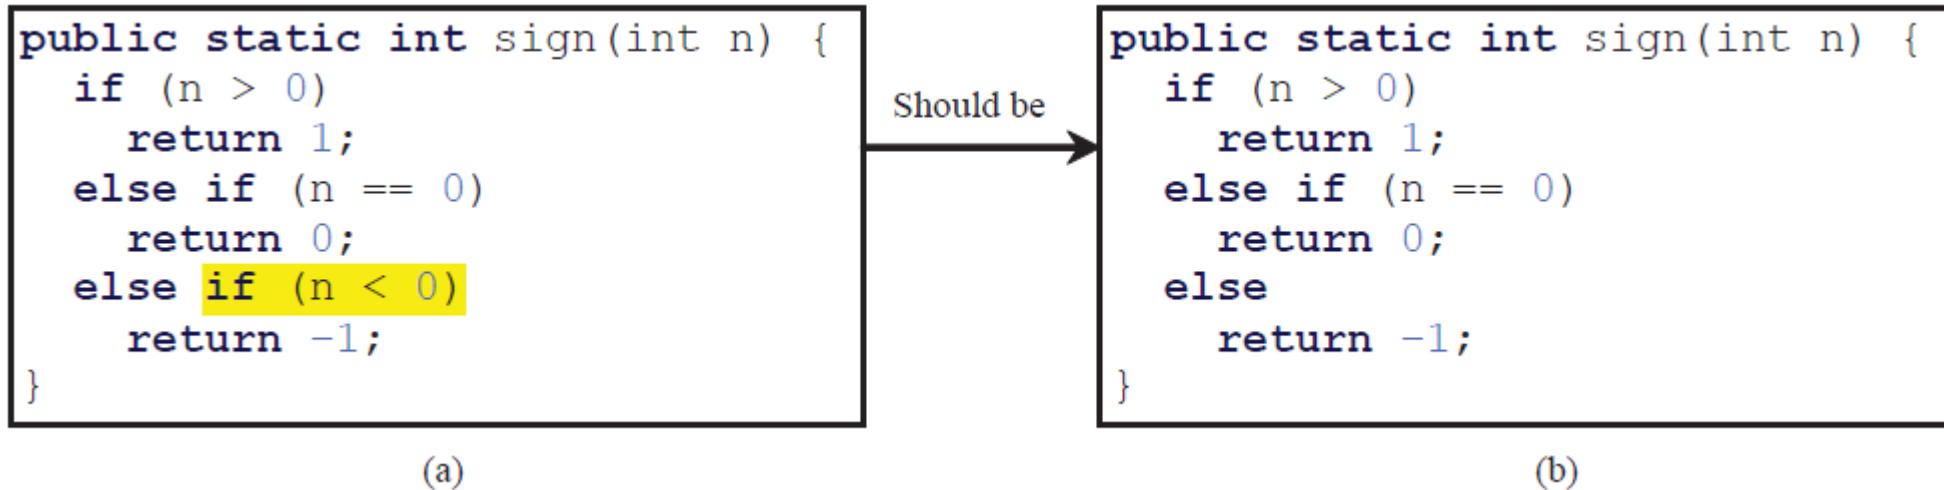 public static int sign(int n) {
  if (n > 0)
    return 1;
  else if (n == 0)
    return 0;
  else if (n < 0)
    return -1;
}
(a)
Should be
public static int sign(int n) {
  if (n > 0)
    return 1;
  else if (n == 0)
    return 0;
  else
    return -1;
}
(b)